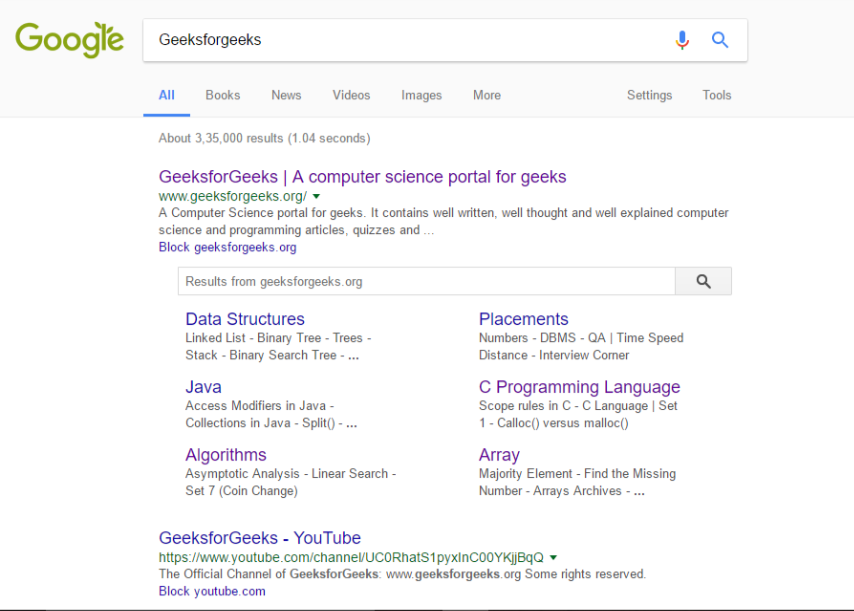 Google
Geeksforgeeks
All Books News Videos Images More Settings Tools
About 3,35,000 results (1.04 seconds)
GeeksforGeeks | A computer science portal for geeks
www.geeksforgeeks.org/
A Computer Science portal for geeks. It contains well written, well thought and well explained computer
science and programming articles, quizzes and ...
Block geeksforgeeks.org
Results from geeksforgeeks.org
Data Structures
Linked List - Binary Tree - Trees -
Stack - Binary Search Tree - ...
Placements
Numbers - DBMS - QA | Time Speed
Distance - Interview Corner
Java
Access Modifiers in Java -
Collections in Java - Split() - ...
C Programming Language
Scope rules in C - C Language | Set
1 - Calloc() versus malloc()
Algorithms
Asymptotic Analysis - Linear Search -
Set 7 (Coin Change)
Array
Majority Element - Find the Missing
Number - Arrays Archives - ...
GeeksforGeeks - YouTube
https://www.youtube.com/channel/UC0RhatS1pyxInC00YKjjBqQ
The Official Channel of GeeksforGeeks: www.geeksforgeeks.org Some rights reserved.
Block youtube.com